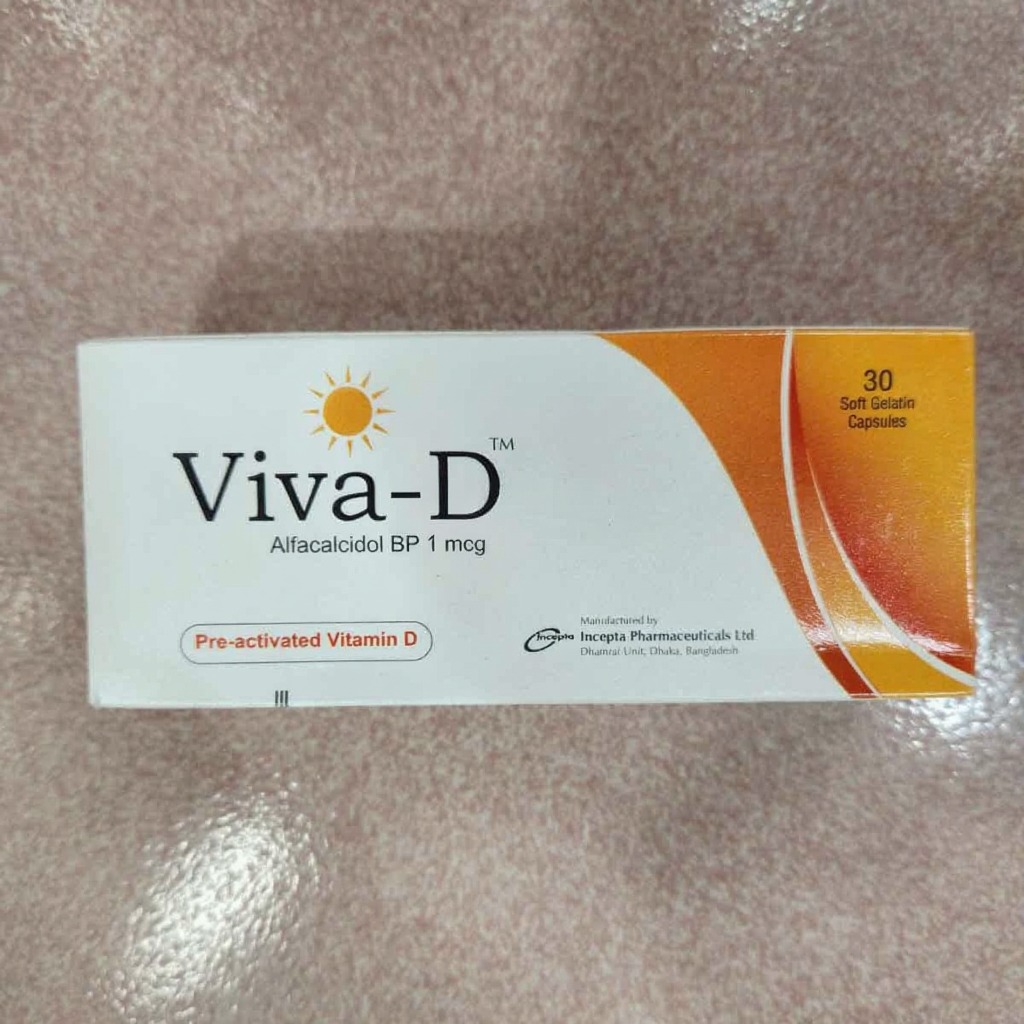 30
Soft Gelatin
Capsules
Viva-D™
Alfacalcidol BP 1 mcg
Pre-activated Vitamin D
Manufactured by
Incepta
Incepta Pharmaceuticals Ltd
Dhamrai Unit, Dhaka, Bangladesh